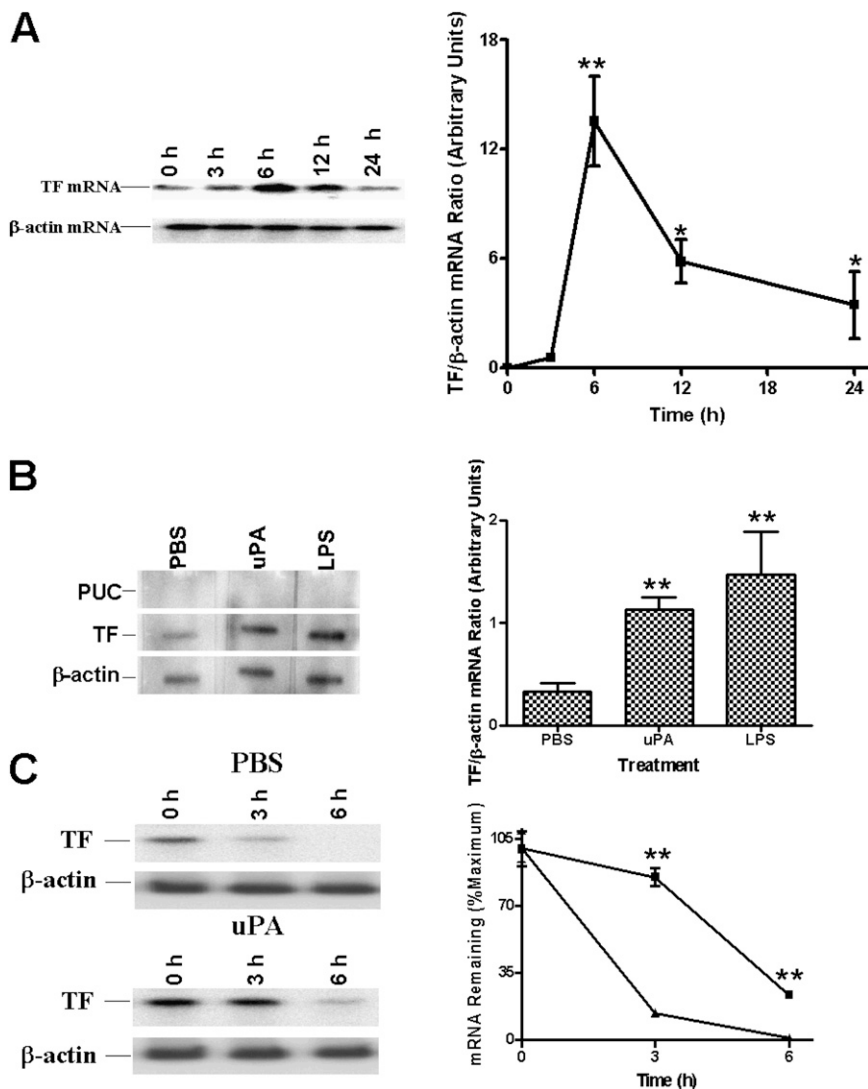 A
0 h 3 h 6 h 12 h 24 h
TF mRNA
β-actin mRNA
TF/β-actin mRNA Ratio (Arbitrary Units)
18
12
6
0
**
*
*
0 6 12 18 24
Time (h)
B
PBS uPA LPS
PUC
TF
β-actin
TF/β-actin mRNA Ratio (Arbitrary Units)
2
1
0
**
**
PBS uPA LPS
Treatment
C
PBS
0 h 3 h 6 h
TF
β-actin
uPA
0 h 3 h 6 h
TF
β-actin
mRNA Remaining (%Maximum)
105
70
35
0
**
**
0 3 6
Time (h)